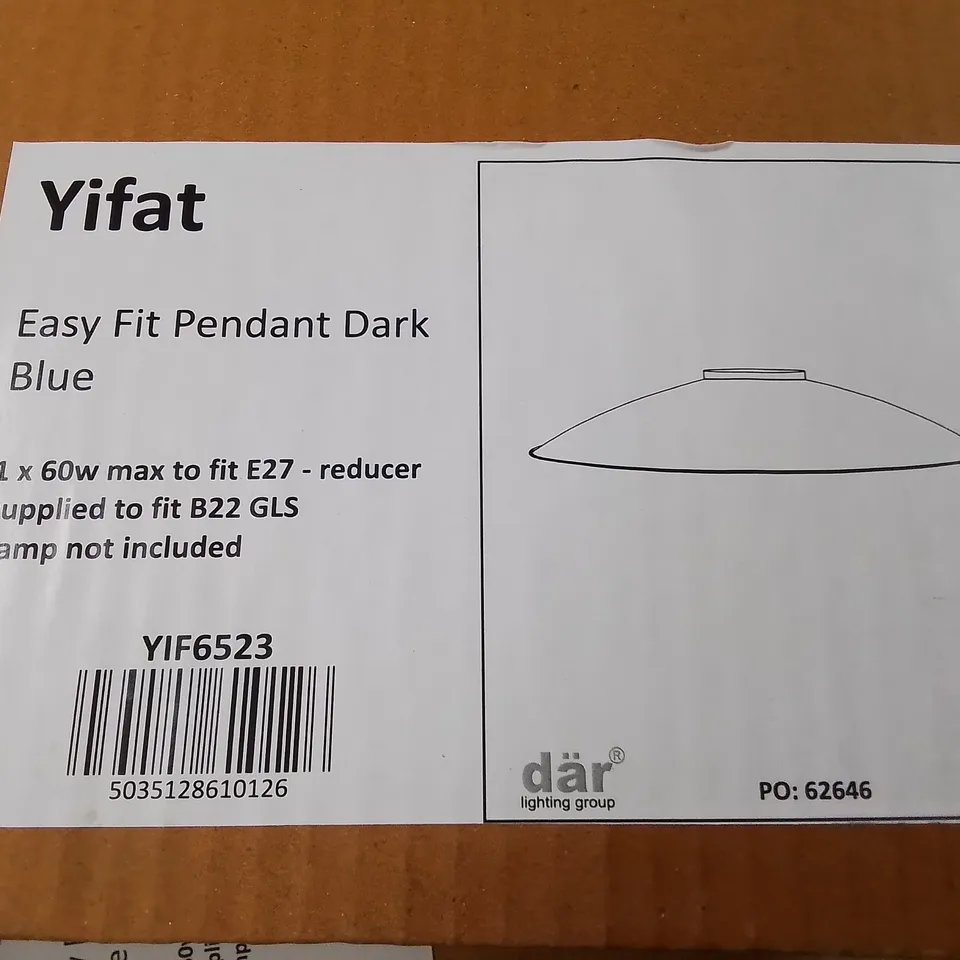 Yifat
Easy Fit Pendant Dark
Blue
1 x 60w max to fit E27 - reducer
upplied to fit B22 GLS
amp not included
YIF6523
5035128610126
där®
lighting group
PO: 62646